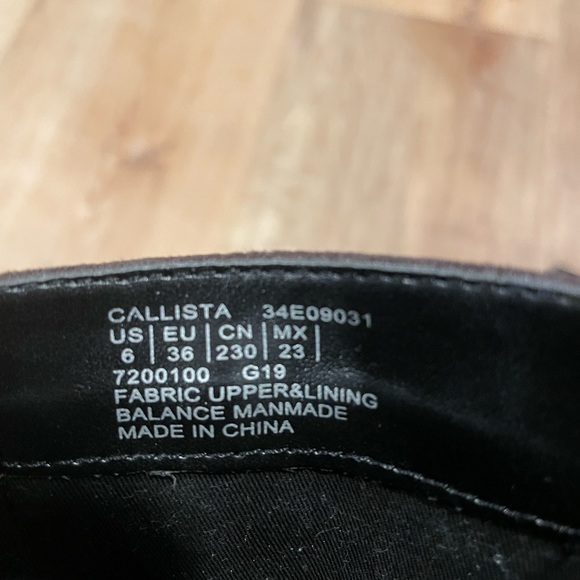 CALLISTA 34E09031
US | EU | CN | MX
6 | 36 | 230 | 23 |
7200100 G19
FABRIC UPPER&LINING
BALANCE MANMADE
MADE IN CHINA